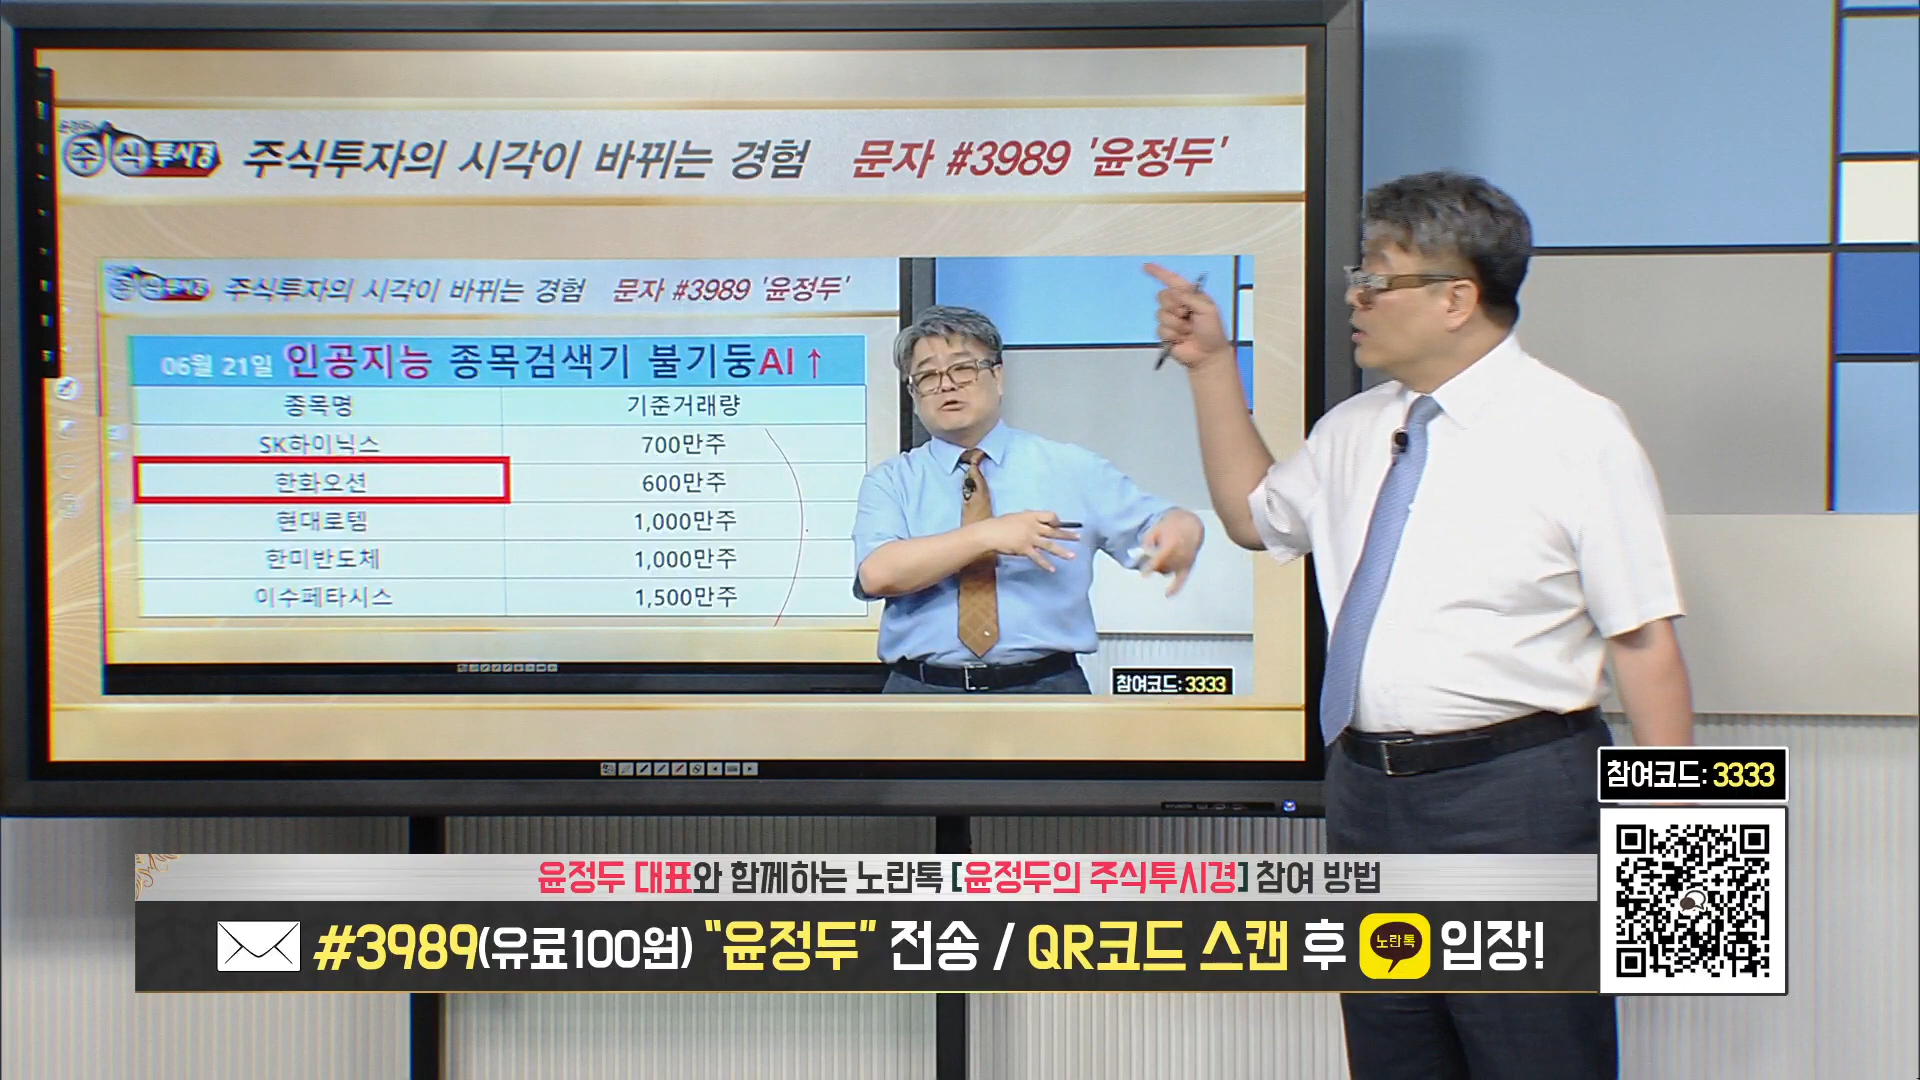 주식투시경 주식투자의 시각이 바뀌는 경험 문자 #3989 '윤정두'
주식투자의 시각이 바뀌는 경험 문자 #3989 '윤정두'
06월 21일 인공지능 종목검색기 불기둥AI↑
종목명 기준거래량
SK하이닉스 700만주
한화오션 600만주
현대로템 1,000만주
한미반도체 1,000만주
이수페타시스 1,500만주
참여코드: 3333
참여코드: 3333
윤정두 대표와 함께하는 노란톡 [윤정두의 주식투시경] 참여 방법
#3989(유료100원) "윤정두" 전송 / QR코드 스캔 후 노란톡 입장!